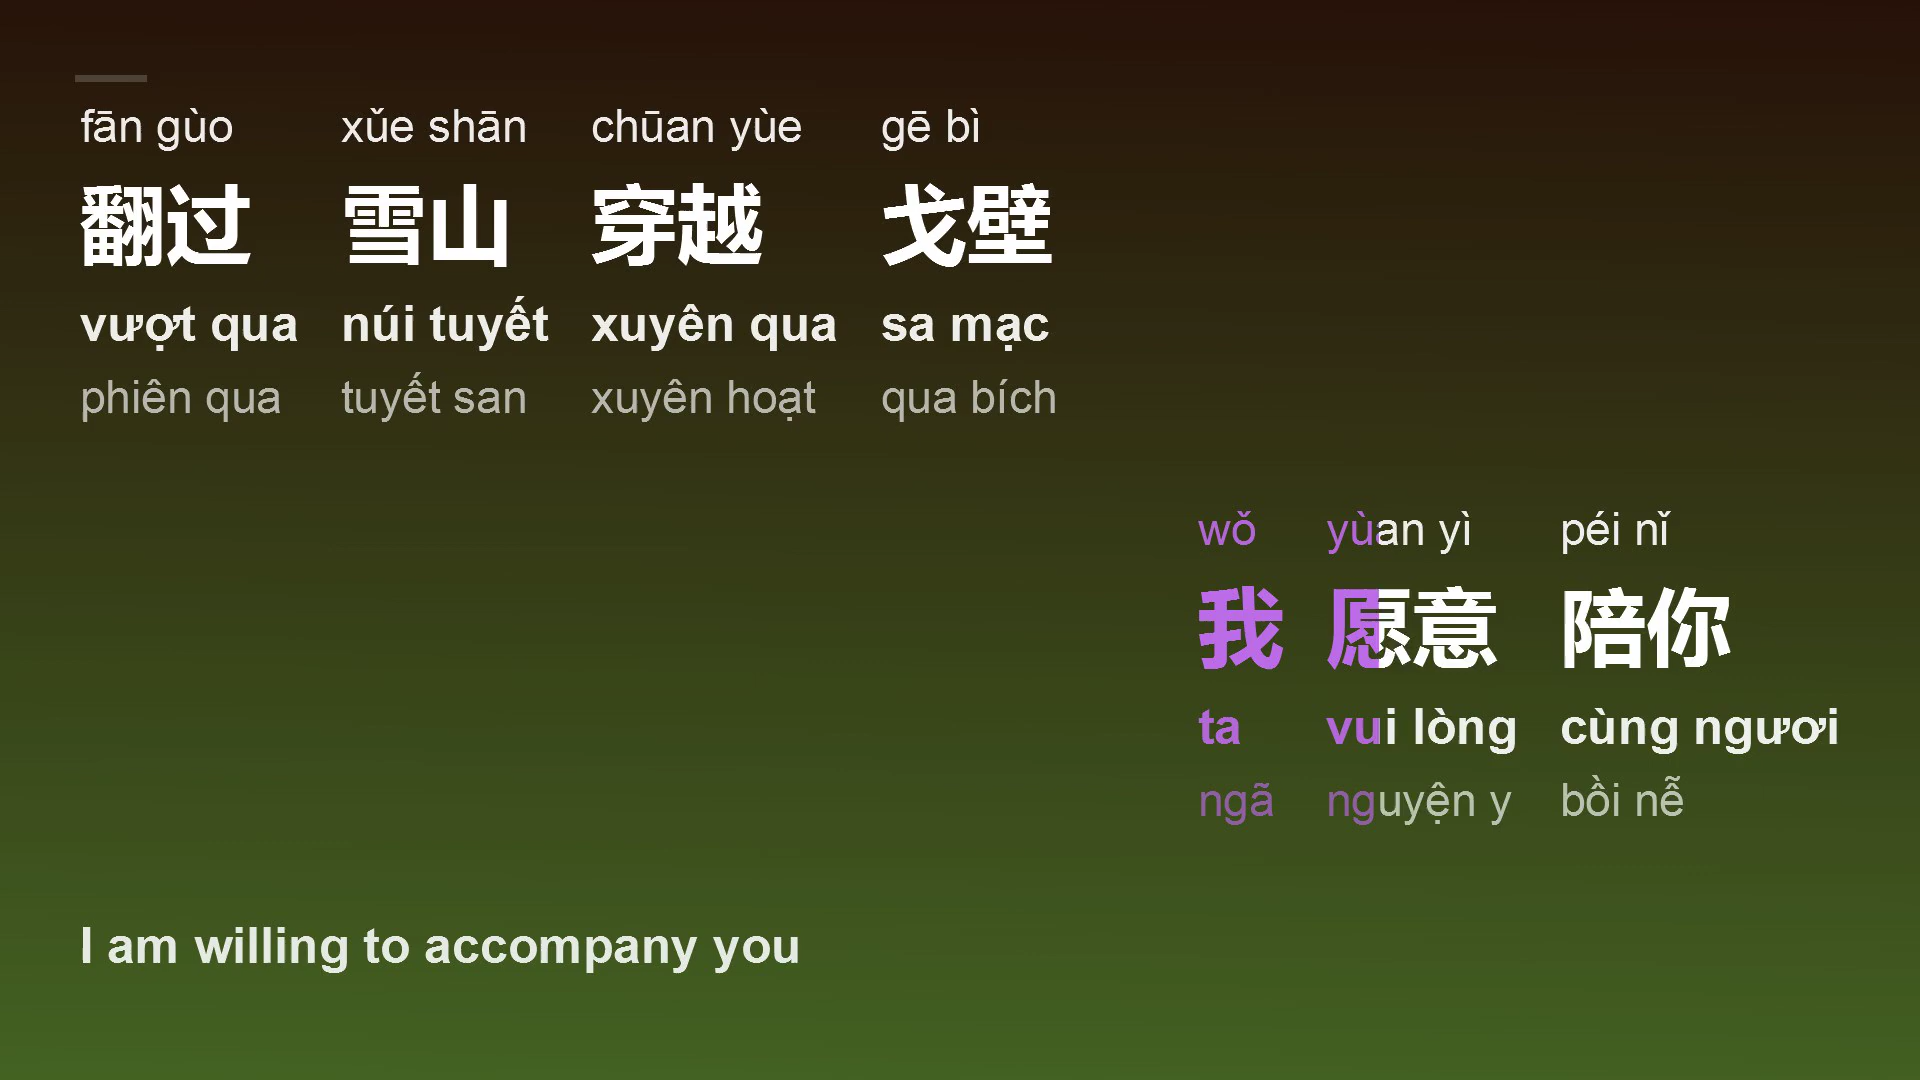 fān gùo xǔe shān chūan yùe gē bì
翻过 雪山 穿越 戈壁
vượt qua núi tuyết xuyên qua sa mạc
phiên qua tuyết san xuyên hoạt qua bích
wǒ yùan yì péi nǐ
我 愿意 陪你
ta vui lòng cùng ngươi
ngã nguyện y bồi nễ
I am willing to accompany you